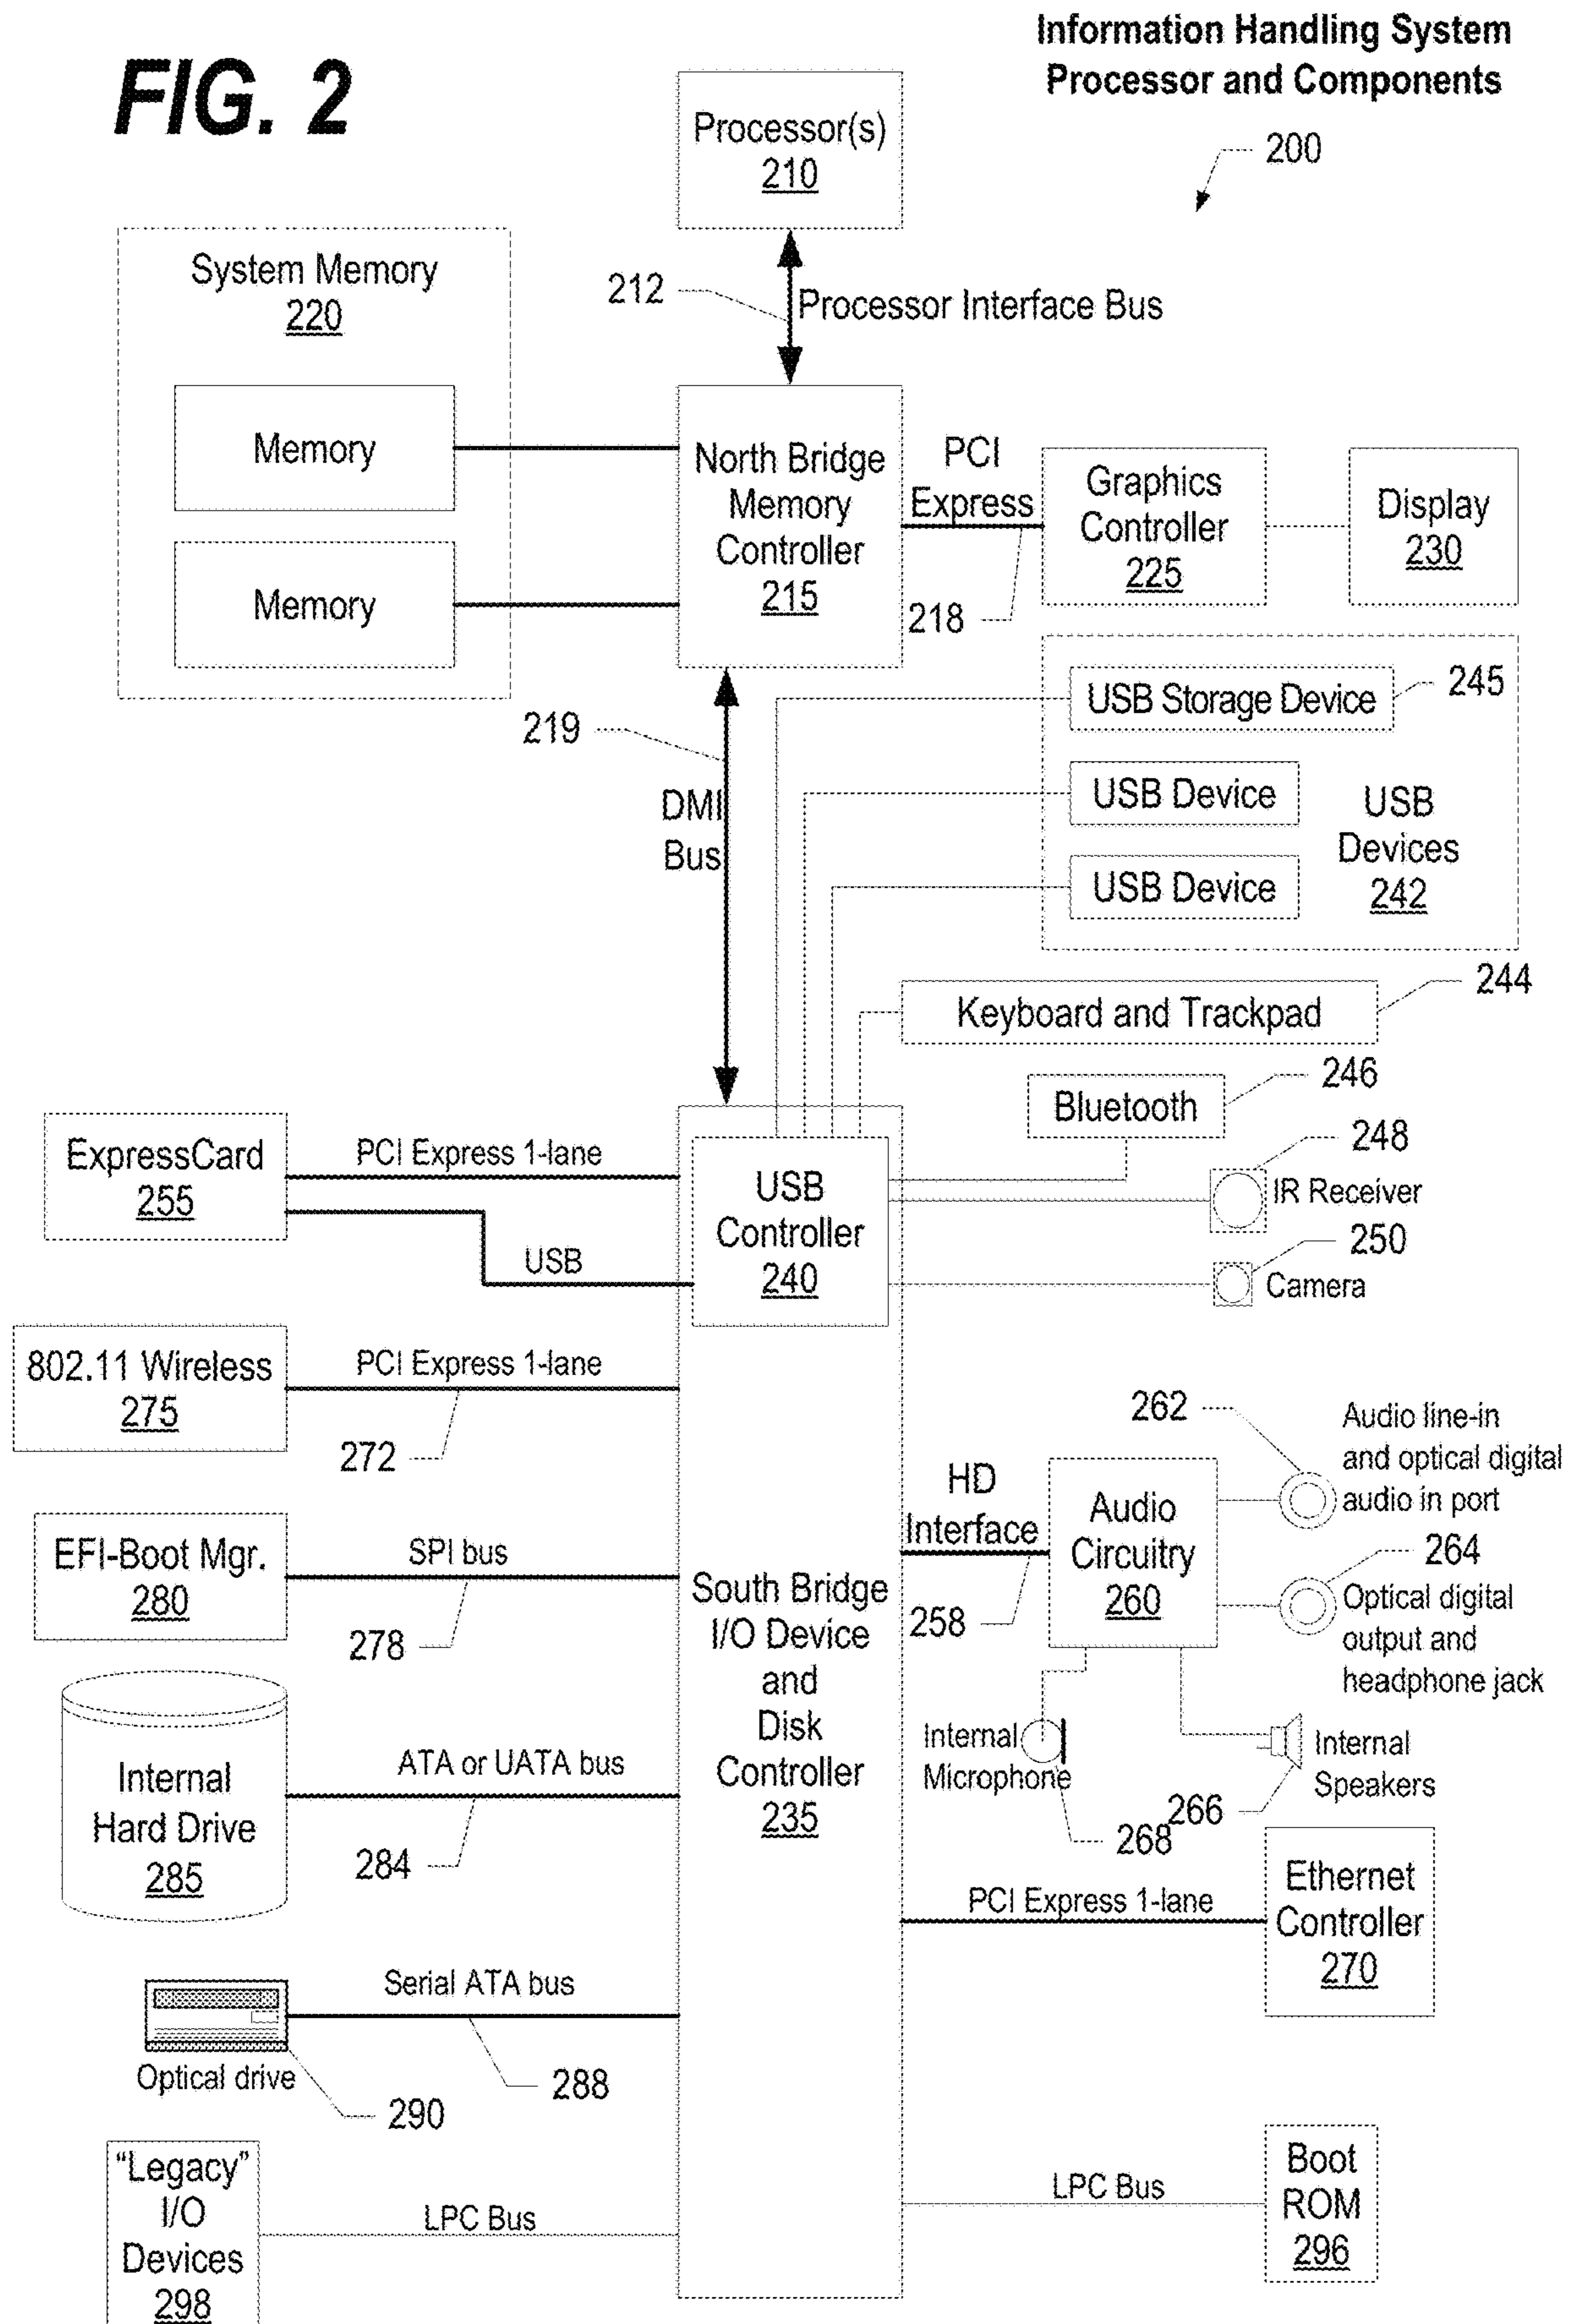 FIG. 2
Information Handling System
Processor and Components
200
Processor(s)
210
212
Processor Interface Bus
System Memory
220
Memory
Memory
North Bridge
Memory
Controller
215
PCI
Express
218
Graphics
Controller
225
Display
230
219
DMI
Bus
USB Storage Device
245
USB Device
USB Device
USB
Devices
242
Keyboard and Trackpad
244
Bluetooth
246
248
IR Receiver
250
Camera
ExpressCard
255
PCI Express 1-lane
USB
USB
Controller
240
802.11 Wireless
275
PCI Express 1-lane
272
EFI-Boot Mgr.
280
SPI bus
278
South Bridge
I/O Device
and
Disk
Controller
235
HD
Interface
258
Audio
Circuitry
260
262
Audio line-in
and optical digital
audio in port
264
Optical digital
output and
headphone jack
Internal
Microphone
268
Internal
Speakers
266
Internal
Hard Drive
285
ATA or UATA bus
284
PCI Express 1-lane
Ethernet
Controller
270
Serial ATA bus
288
Optical drive
290
"Legacy"
I/O
Devices
298
LPC Bus
LPC Bus
Boot
ROM
296